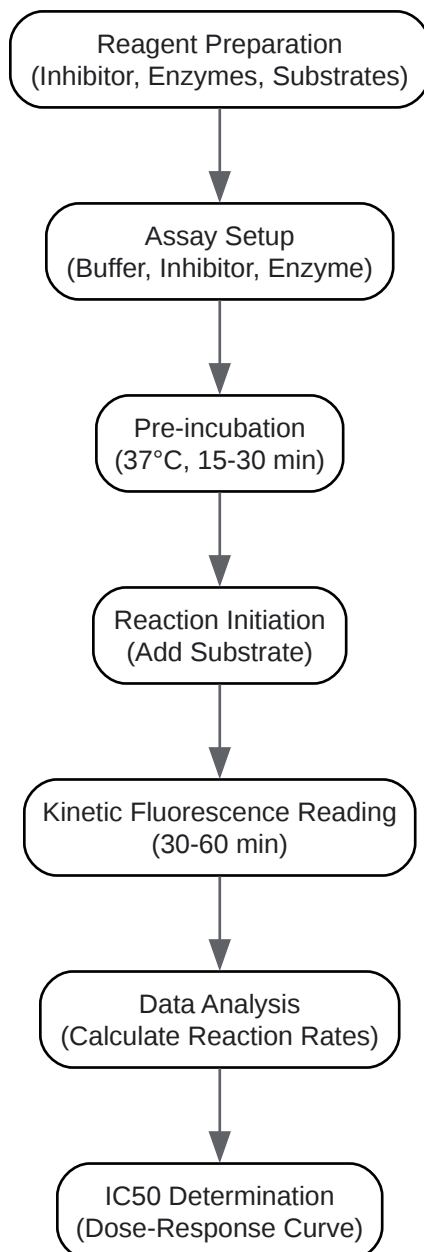 Reagent Preparation
(Inhibitor, Enzymes, Substrates)
Assay Setup
(Buffer, Inhibitor, Enzyme)
Pre-incubation
(37°C, 15-30 min)
Reaction Initiation
(Add Substrate)
Kinetic Fluorescence Reading
(30-60 min)
Data Analysis
(Calculate Reaction Rates)
IC50 Determination
(Dose-Response Curve)